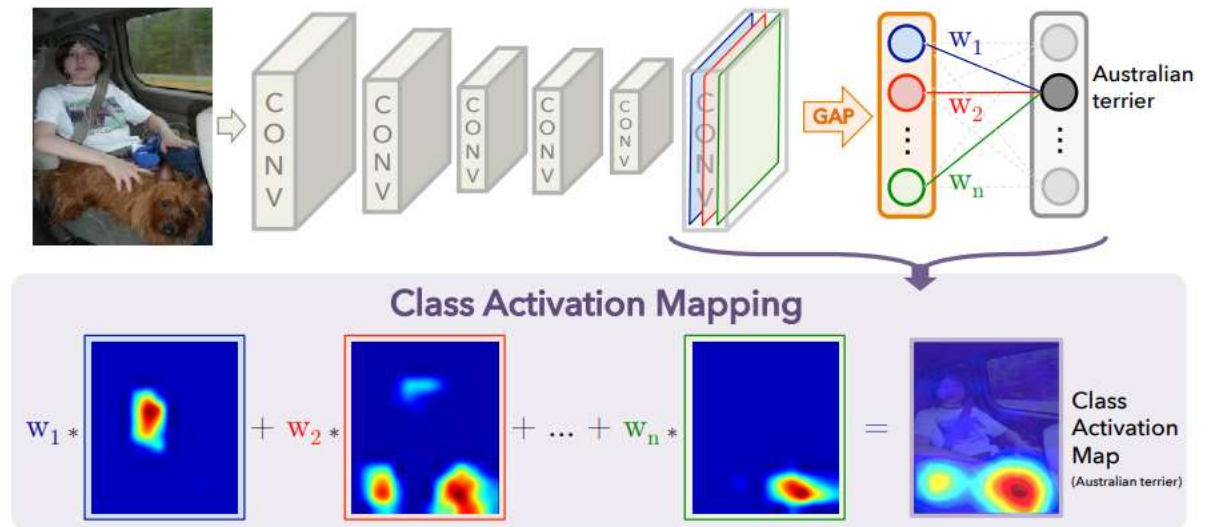 CONV
CONV
CONV
CONV
CONV
CONV
GAP
w1
w2
⋮
wn
⋮
Australian
terrier
Class Activation Mapping
w1 * + w2 * + ... + wn * =
Class
Activation
Map
(Australian terrier)